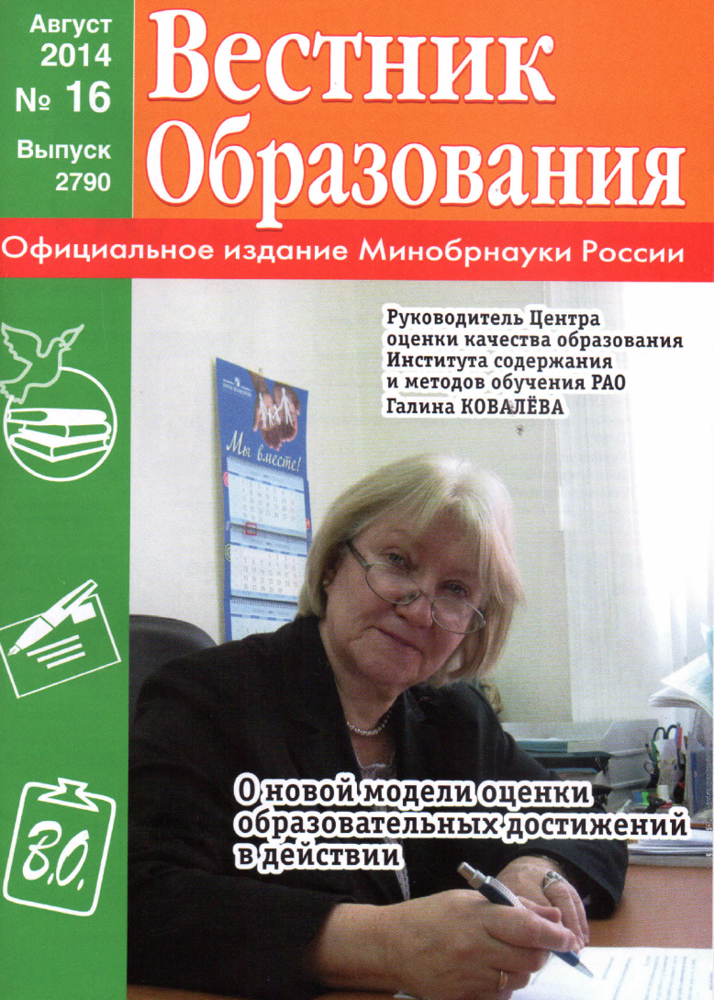 Август
2014
№ 16
Выпуск
2790
Вестник
Образования
Официальное издание Минобрнауки России
Руководитель Центра
оценки качества образования
Института содержания
и методов обучения РАО
Галина КОВАЛЁВА
Мы вместе!
О новой модели оценки
образовательных достижений
в действии
В.О.